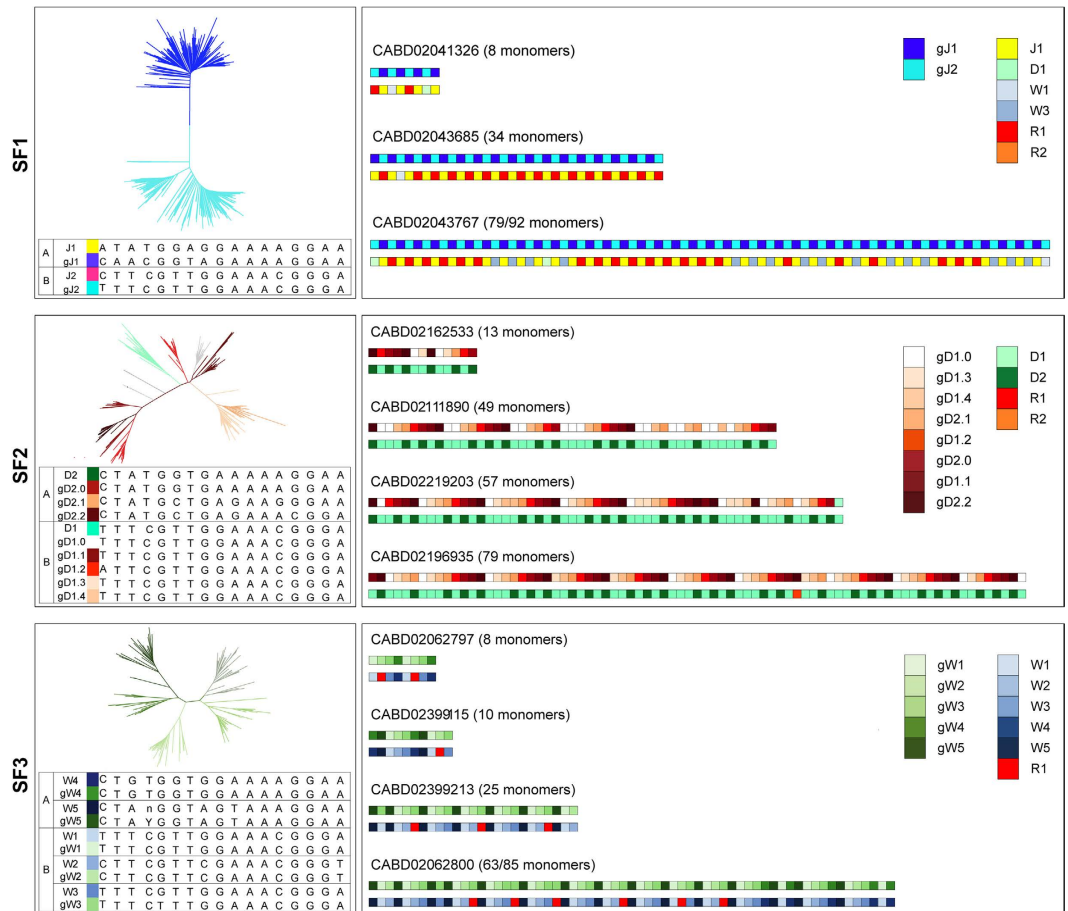 SF1
A
J1 A T A T G G A G G A A A A G G A A
gJ1 C A A C G G T A G A A A A G G A A
B
J2 C T T C G T T G G A A A C G G G A
gJ2 T T T C G T T G G A A A C G G G A
CABD02041326 (8 monomers)
CABD02043685 (34 monomers)
CABD02043767 (79/92 monomers)
gJ1
gJ2
J1
D1
W1
W3
R1
R2
SF2
A
D2 C T A T G G T G A A A A A G G A A
gD2.0 C T A T G G T G G A A A A G G A A
gD2.1 C T A T G C T G A G A A G G G A A
gD2.2 C T A T G C T G A G A A A G G A A
B
D1 T T T C G T T G G A A A C G G G A
gD1.0 T T T C G T T G G A A A C G G G A
gD1.1 T T T C G T T G G A A A C G G G A
gD1.2 A T T C G T T G G A A A C G G G A
gD1.3 T T T C G T T G G A A A C G G G A
gD1.4 T T T C G T T G G A A A C G G G A
CABD02162533 (13 monomers)
CABD02111890 (49 monomers)
CABD02219203 (57 monomers)
CABD02196935 (79 monomers)
gD1.0
gD1.3
gD1.4
gD2.1
gD1.2
gD2.0
gD1.1
gD2.2
D1
D2
R1
R2
SF3
A
W4 C T G T G G T G G A A A A G G A A
gW4 C T G T G G T G G A A A A G G A A
W5 C T A n G G T A G T A A A G G A A
gW5 C T A Y G G T A G T A A A G G A A
B
W1 T T T C G T T G G A A A C G G G A
gW1 T T T C G T T G G A A A C G G G A
W2 C T T C G T T C G A A A C G G G T
gW2 C T T C G T T C G A A A C G G G T
W3 T T T C G T T G G A A A C G G G A
gW3 T T T C T T T G G A A A C G G G A
CABD02062797 (8 monomers)
CABD02399115 (10 monomers)
CABD02399213 (25 monomers)
CABD02062800 (63/85 monomers)
gW1
gW2
gW3
gW4
gW5
W1
W2
W3
W4
W5
R1